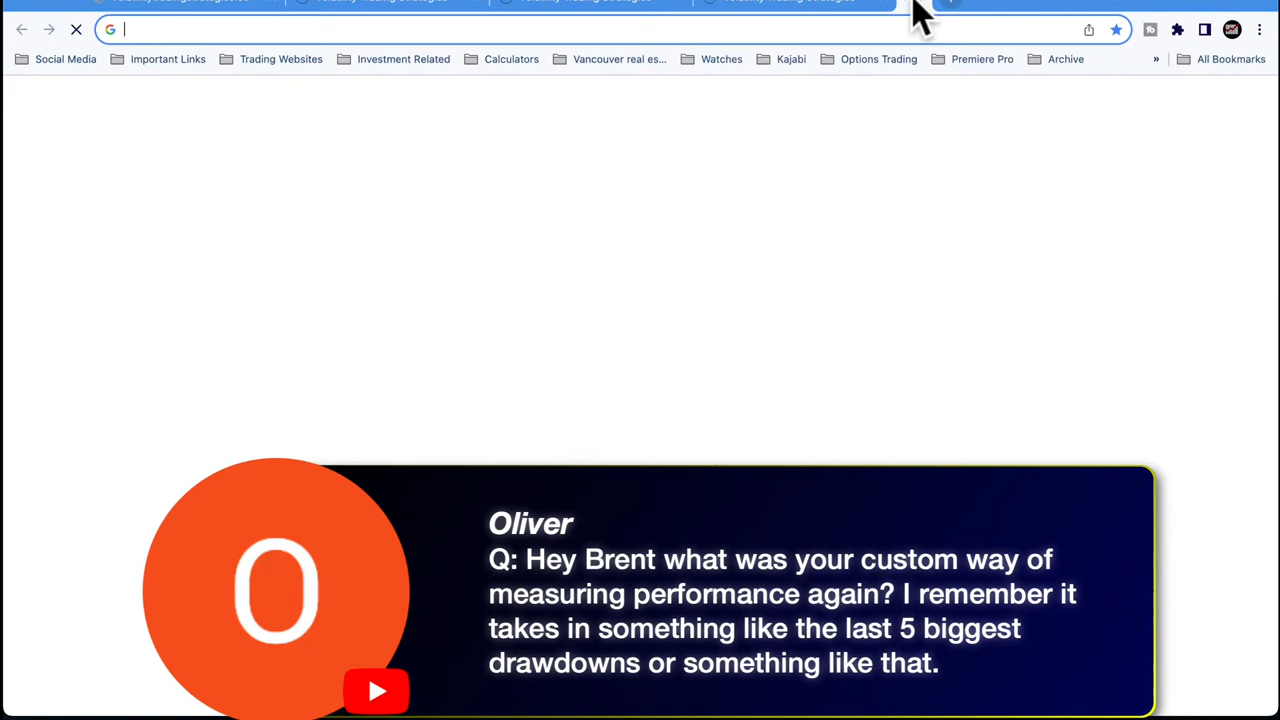 Social Media Important Links Trading Websites Investment Related Calculators Vancouver real es... Watches Kajabi Options Trading Premiere Pro Archive » All Bookmarks
O
Oliver
Q: Hey Brent what was your custom way of
measuring performance again? I remember it
takes in something like the last 5 biggest
drawdowns or something like that.